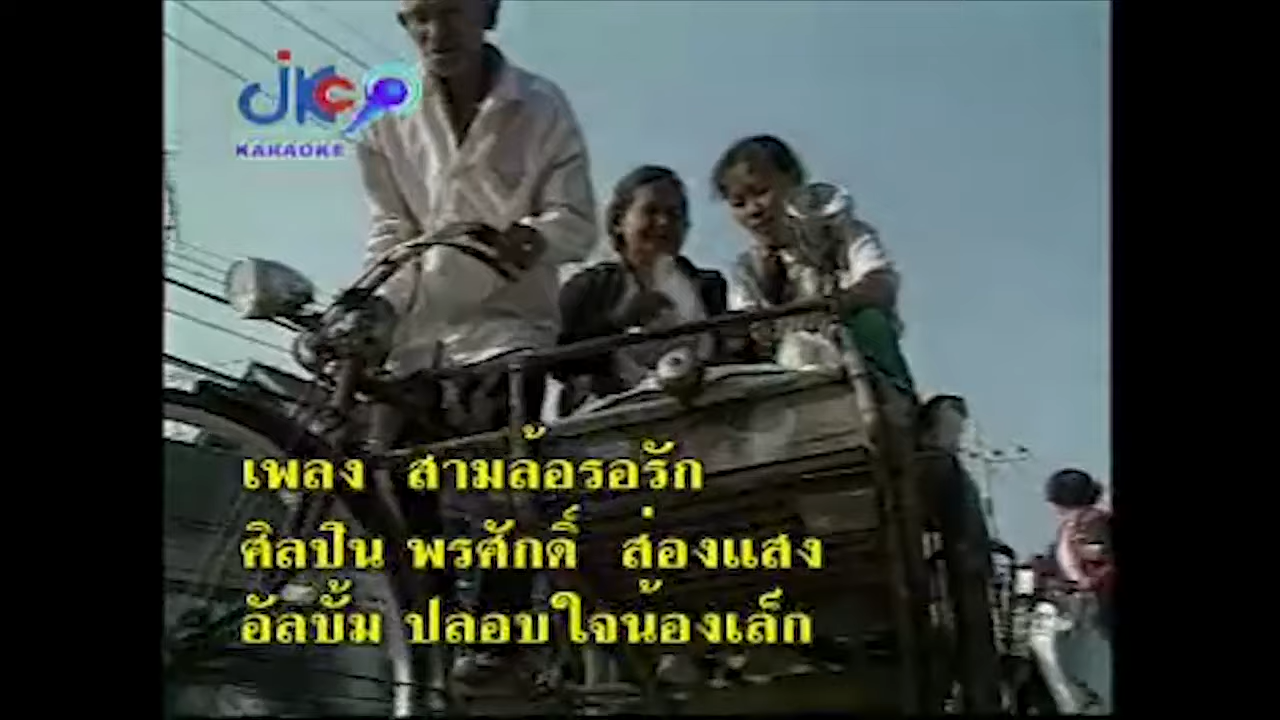 JKC
KARAOKE
เพลง สามล้อรอรัก
ศิลปิน พรศักดิ์ ส่องแสง
อัลบั้ม ปลอบใจน้องเล็ก